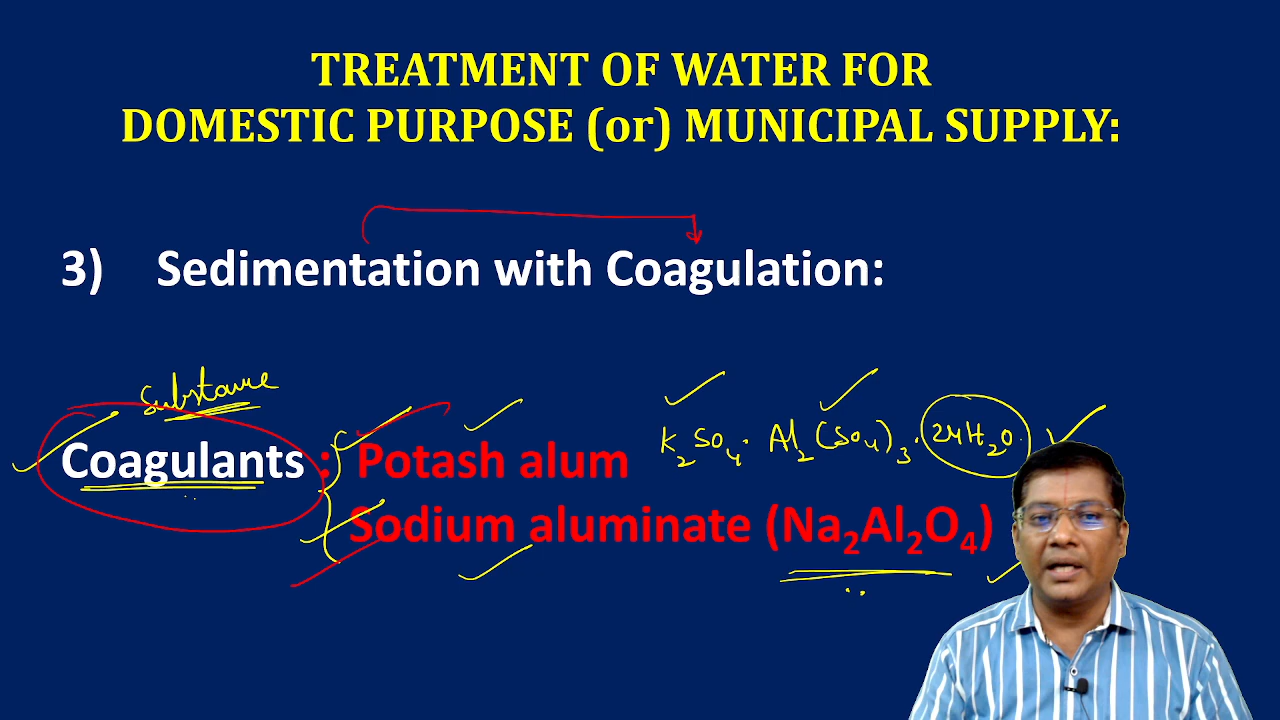 TREATMENT OF WATER FOR
DOMESTIC PURPOSE (or) MUNICIPAL SUPPLY:
3) Sedimentation with Coagulation:
Substance
Coagulants : Potash alum K₂SO₄. Al₂(SO₄)₃. 24H₂O
Sodium aluminate (Na₂Al₂O₄)